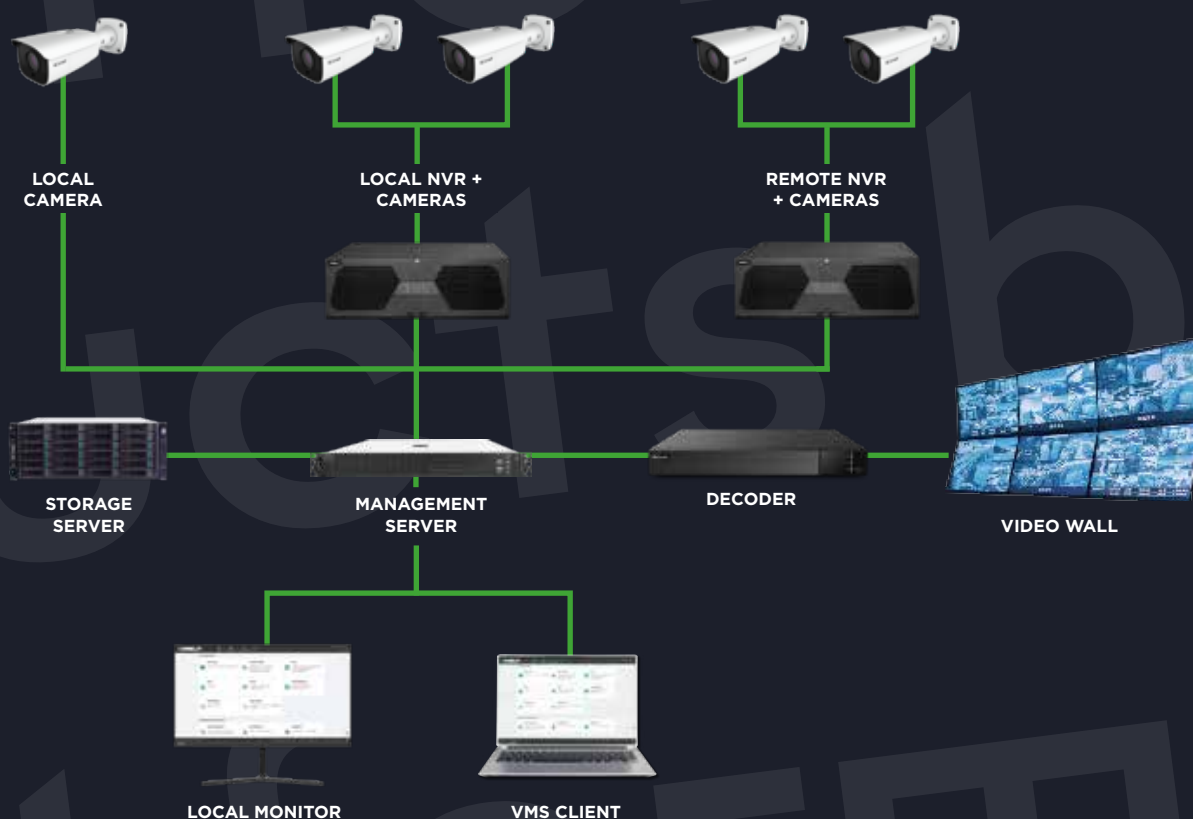 LOCAL
CAMERA
LOCAL NVR +
CAMERAS
REMOTE NVR
+ CAMERAS
STORAGE
SERVER
MANAGEMENT
SERVER
DECODER
VIDEO WALL
LOCAL MONITOR
VMS CLIENT